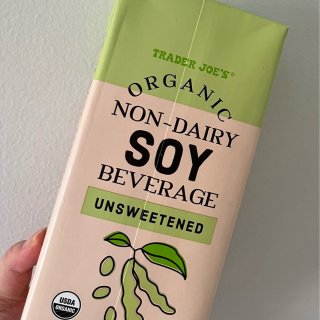 TRADER JOE'S®
ORGANIC
NON-DAIRY
SOY
BEVERAGE
UNSWEETENED
USDA
ORGANIC